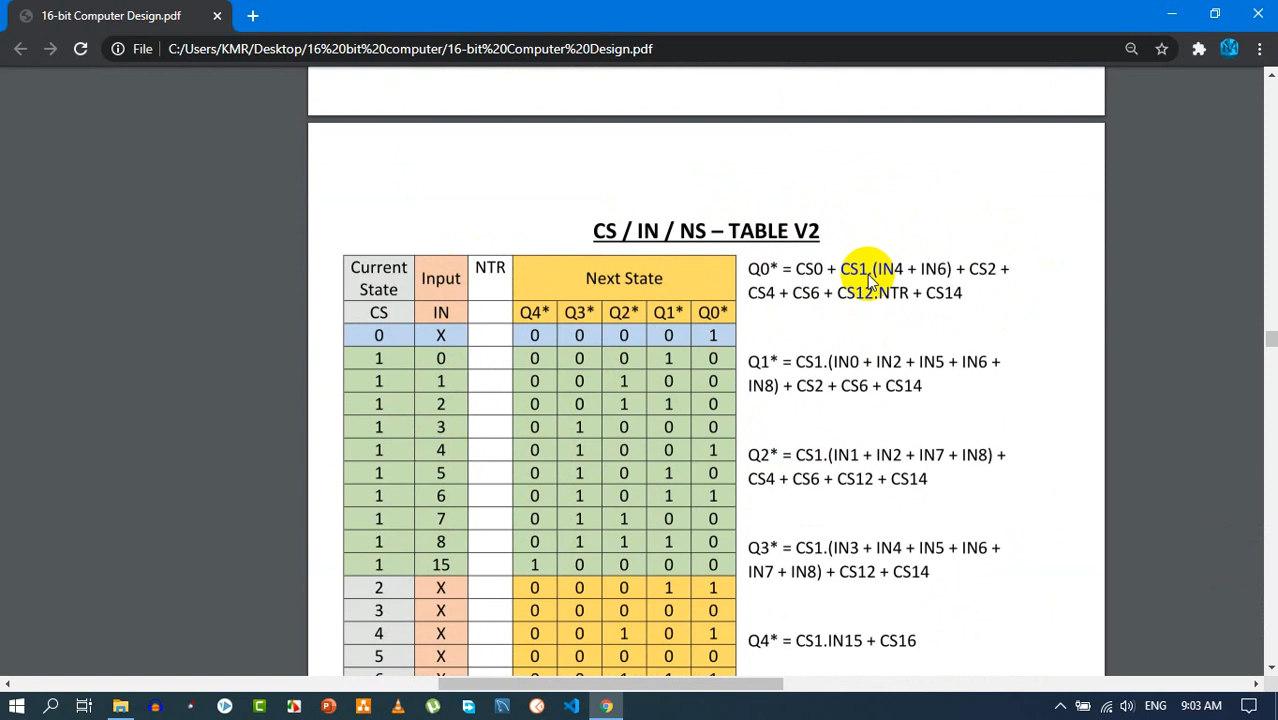 16-bit Computer Design.pdf
File C:/Users/KMR/Desktop/16%20bit%20computer/16-bit%20Computer%20Design.pdf
CS / IN / NS – TABLE V2
Current State Input NTR Next State
CS IN Q4* Q3* Q2* Q1* Q0*
0 X 0 0 0 0 1
1 0 0 0 0 1 0
1 1 0 0 1 0 0
1 2 0 0 1 1 0
1 3 0 1 0 0 0
1 4 0 1 0 0 1
1 5 0 1 0 1 0
1 6 0 1 0 1 1
1 7 0 1 1 0 0
1 8 0 1 1 1 0
1 15 1 0 0 0 0
2 X 0 0 0 1 1
3 X 0 0 0 0 0
4 X 0 0 1 0 1
5 X 0 0 0 0 0
Q0* = CS0 + CS1.(IN4 + IN6) + CS2 +
CS4 + CS6 + CS12.NTR + CS14
Q1* = CS1.(IN0 + IN2 + IN5 + IN6 +
IN8) + CS2 + CS6 + CS14
Q2* = CS1.(IN1 + IN2 + IN7 + IN8) +
CS4 + CS6 + CS12 + CS14
Q3* = CS1.(IN3 + IN4 + IN5 + IN6 +
IN7 + IN8) + CS12 + CS14
Q4* = CS1.IN15 + CS16
ENG 9:03 AM